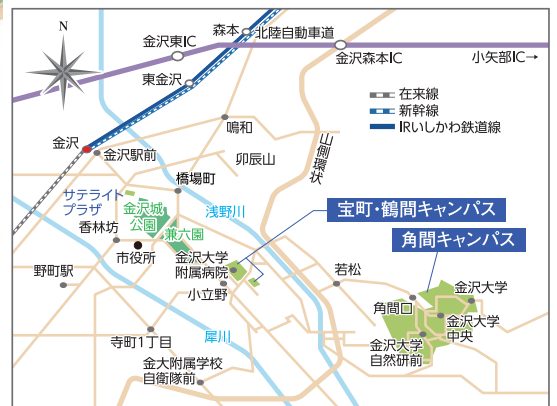 N
森本
北陸自動車道
金沢東IC
金沢森本IC
小矢部IC→
東金沢
在来線
新幹線
IRいしかわ鉄道線
鳴和
山側環状
金沢
金沢駅前
卯辰山
橋場町
サテライト
プラザ
金沢城
公園
浅野川
宝町・鶴間キャンパス
香林坊
兼六園
角間キャンパス
市役所
金沢大学
附属病院
野町駅
若松
金沢大学
小立野
角間口
金沢大学
中央
犀川
寺町1丁目
金沢大学
自然研前
金大附属学校
自衛隊前